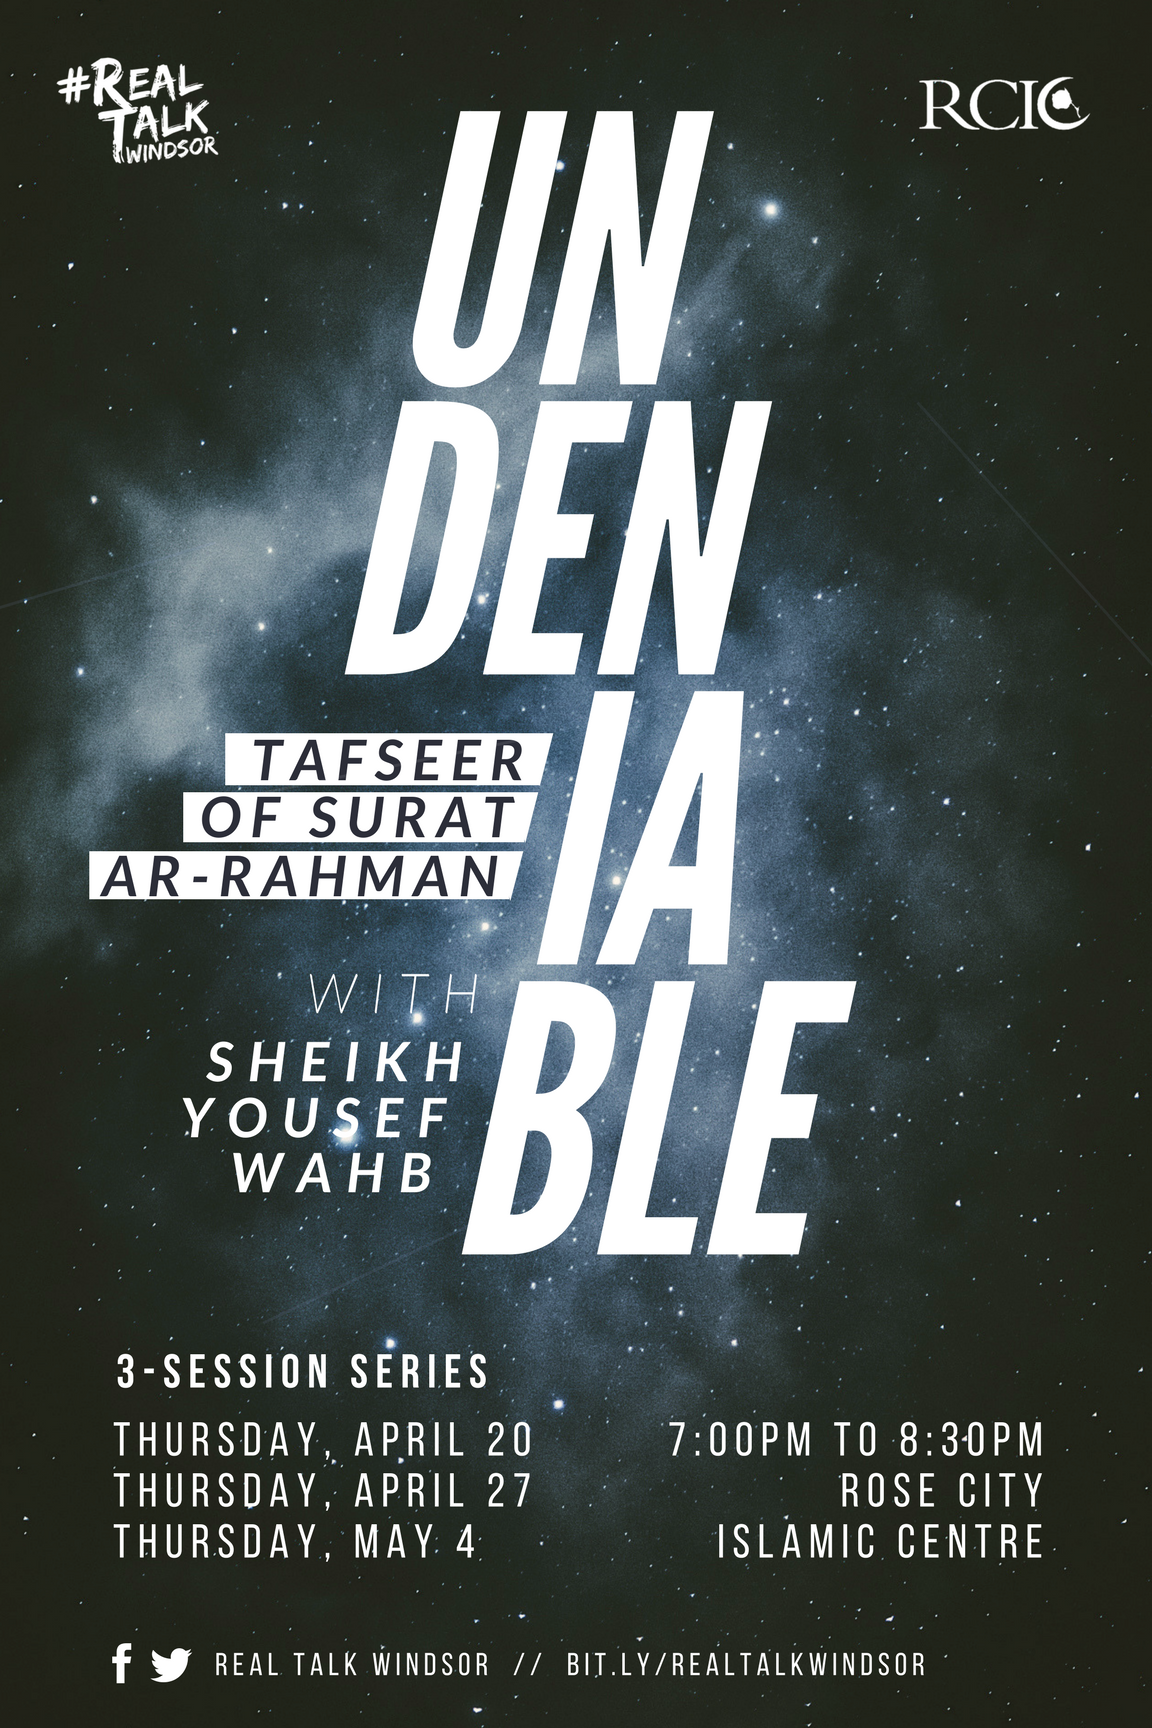 #REAL
TALK
WINDSOR
RCIC
UN
DEN
IA
BLE
TAFSEER
OF SURAT
AR-RAHMAN
WITH
SHEIKH
YOUSEF
WAHB
3-SESSION SERIES
THURSDAY, APRIL 20
THURSDAY, APRIL 27
THURSDAY, MAY 4
7:00PM TO 8:30PM
ROSE CITY
ISLAMIC CENTRE
REAL TALK WINDSOR // BIT.LY/REALTALKWINDSOR